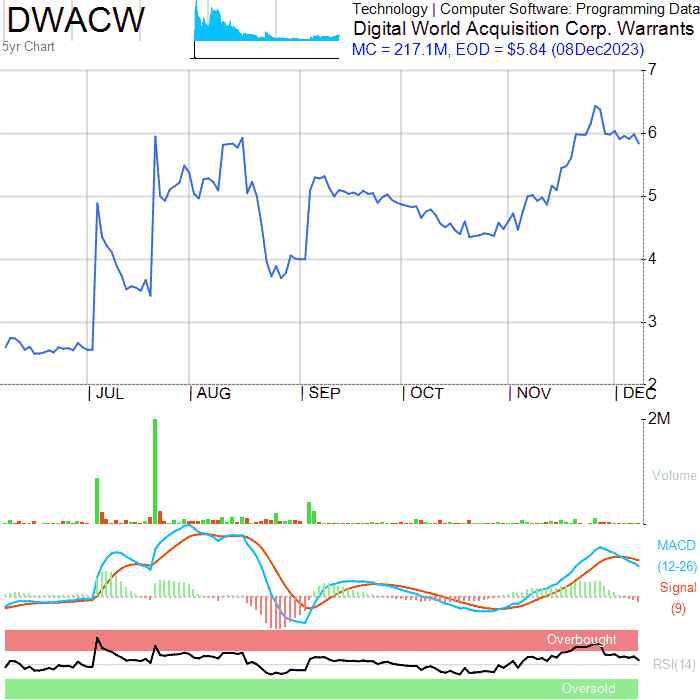 DWACW
5yr Chart
Technology | Computer Software: Programming Data
Digital World Acquisition Corp. Warrants
MC = 217.1M, EOD = $5.84 (08Dec2023)
7
6
5
4
3
2
JUL AUG SEP OCT NOV DEC
2M
Volume
MACD
(12-26)
Signal
(9)
Overbought
RSI(14)
Oversold